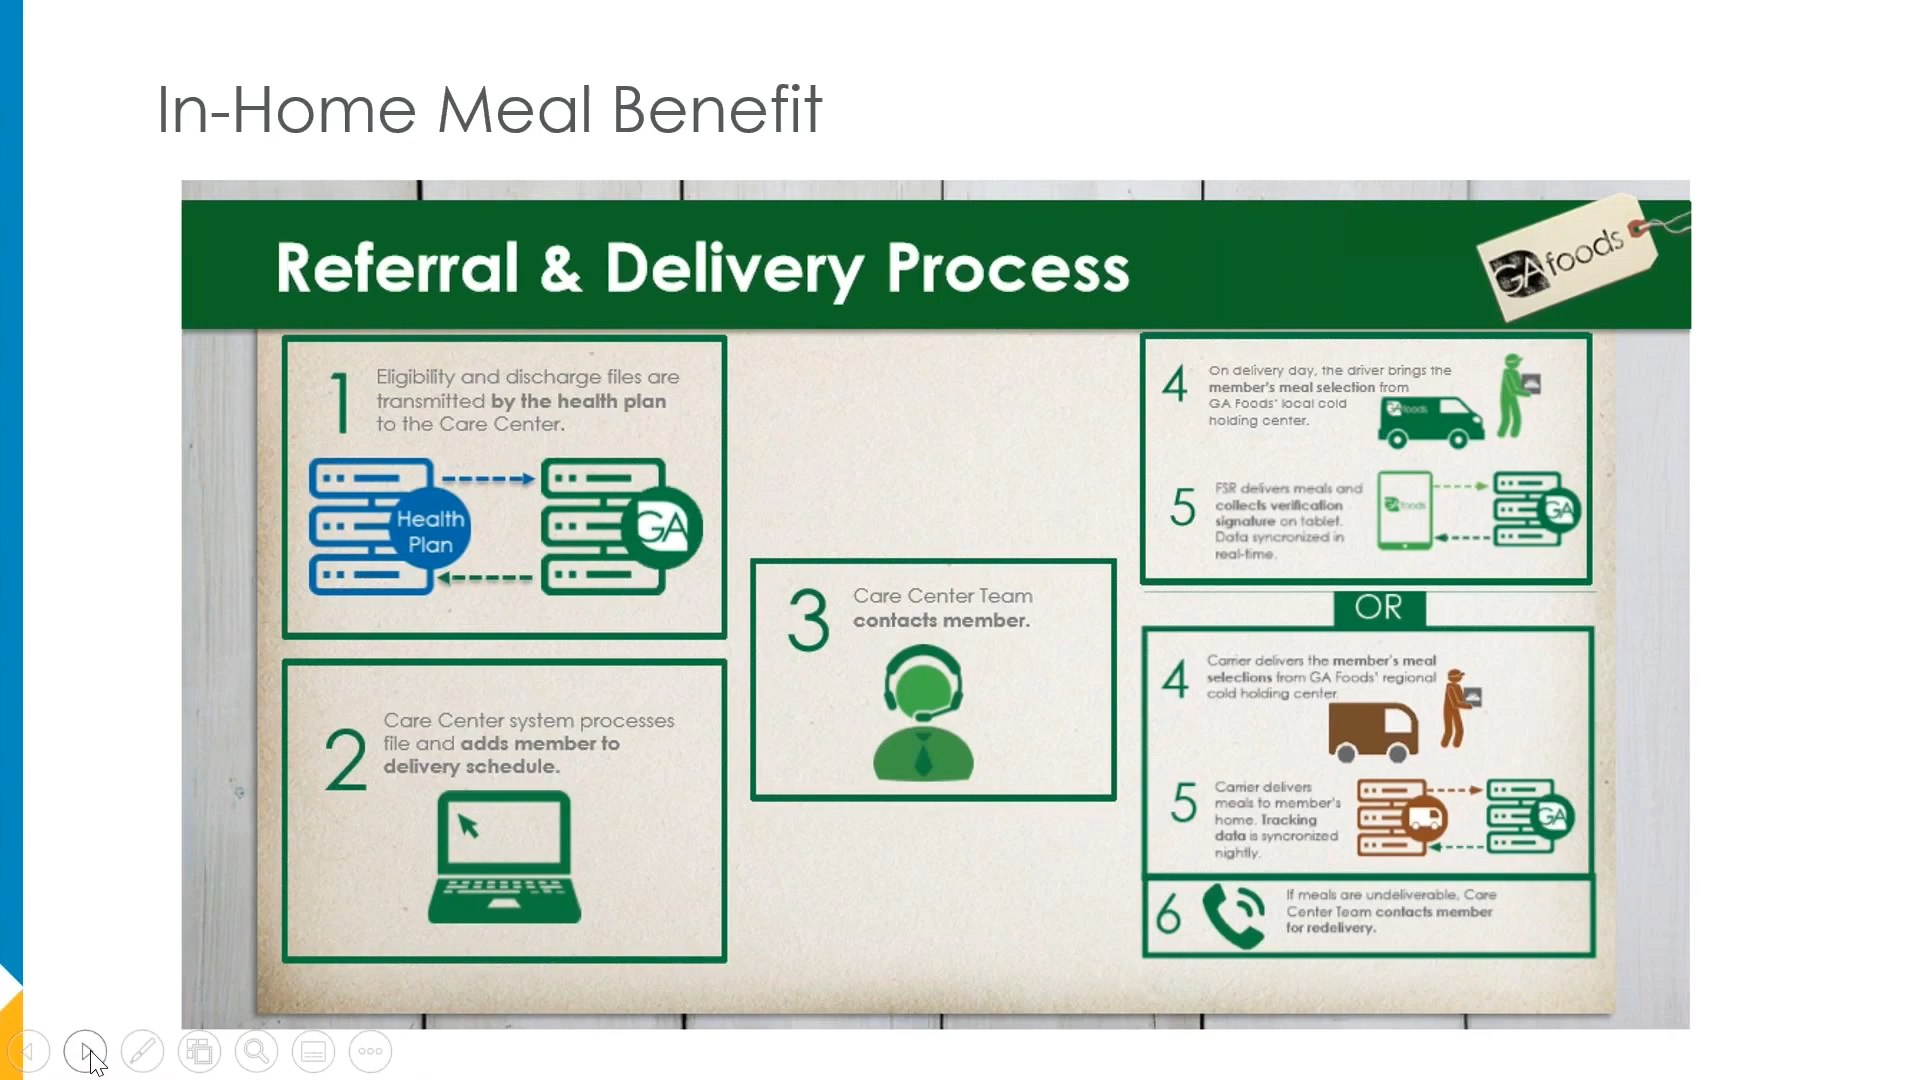 In-Home Meal Benefit
Referral & Delivery Process
GA foods
1
Eligibility and discharge files are
transmitted by the health plan
to the Care Center.
Health
Plan
GA
2
Care Center system processes
file and adds member to
delivery schedule.
3
Care Center Team
contacts member.
4
On delivery day, the driver brings the
member's meal selection from
GA Foods' local cold
holding center.
GA foods
5
FSR delivers meals and
collects verification
signature on tablet.
Data syncronized in
real-time.
GA foods
GA
OR
4
Carrier delivers the member's meal
selections from GA Foods' regional
cold holding center.
5
Carrier delivers
meals to member's
home. Tracking
data is syncronized
nightly.
GA
6
If meals are undeliverable, Care
Center Team contacts member
for redelivery.